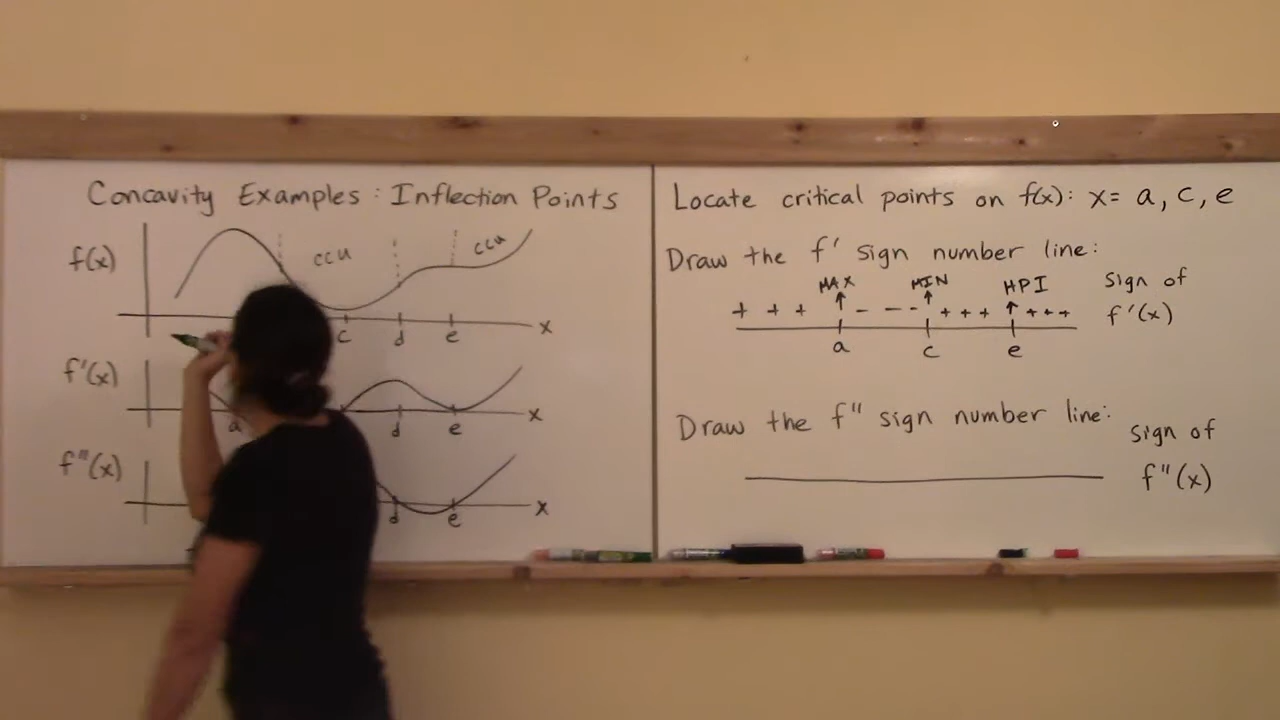 Concavity Examples : Inflection Points
f(x)
ccu
ccu
c d e x
f'(x)
a d e x
f"(x)
d e x
Locate critical points on f(x): x= a, c, e
Draw the f' sign number line:
MAX MIN HPI sign of
+ + + - - - - + + + + + + f'(x)
a c e
Draw the f" sign number line:
sign of
f"(x)